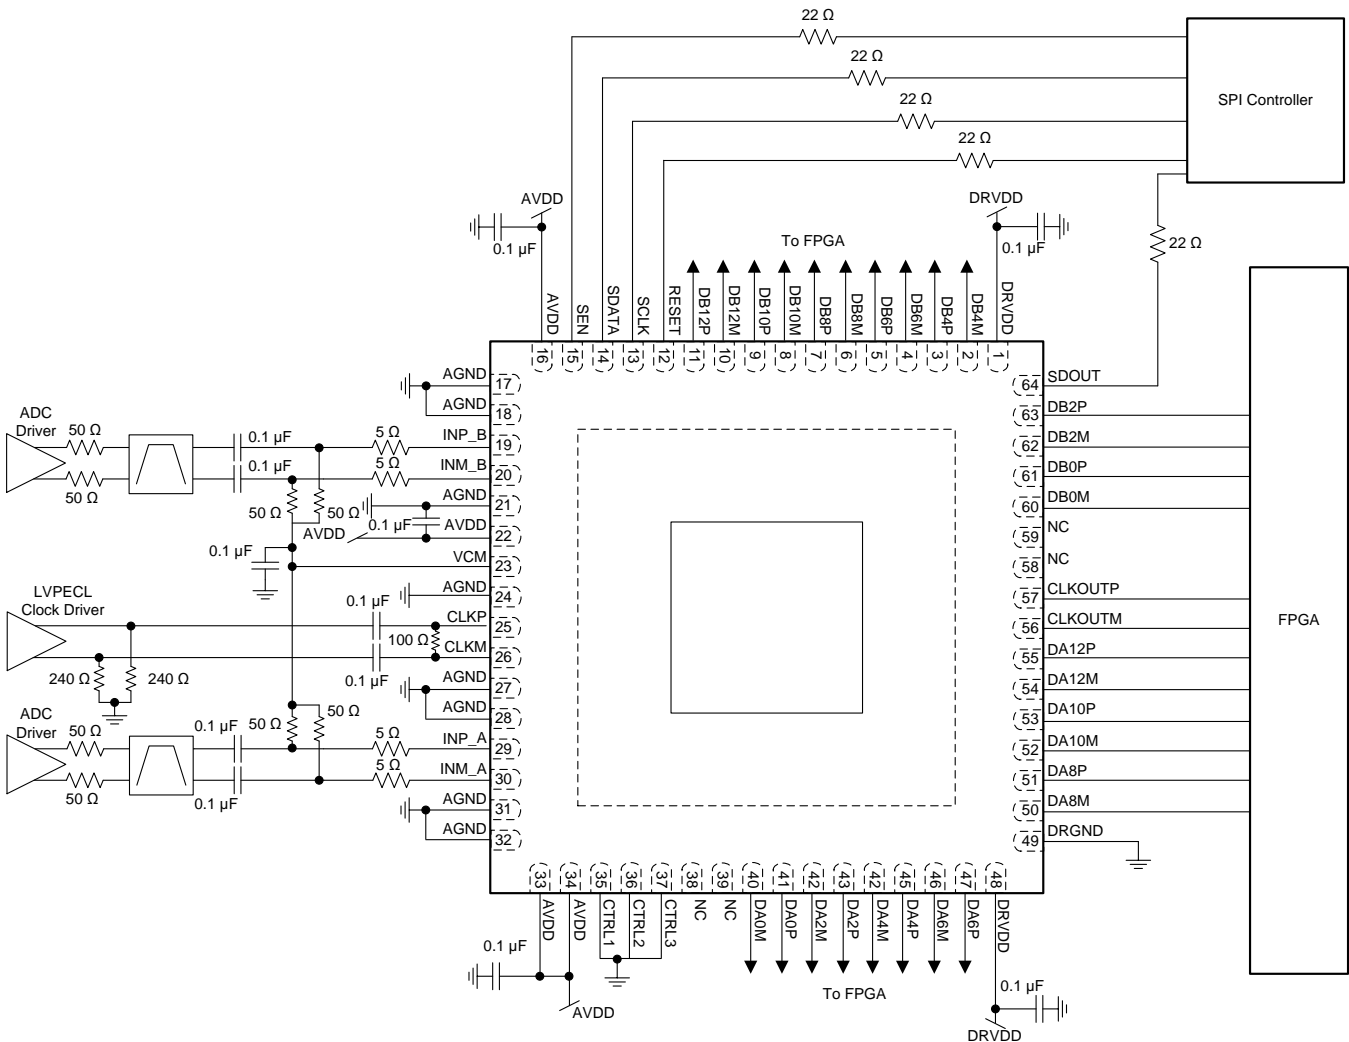 22 Ω
22 Ω
22 Ω
22 Ω
SPI Controller
22 Ω
AVDD
0.1 µF
DRVDD
0.1 µF
To FPGA
AVDD
SEN
SDATA
SCLK
RESET
DB12P
DB12M
DB10P
DB10M
DB8P
DB8M
DB6P
DB6M
DB4P
DB4M
DRVDD
16
15
14
13
12
11
10
9
8
7
6
5
4
3
2
1
AGND
17
AGND
18
INP_B
19
INM_B
20
AGND
21
AVDD
22
VCM
23
AGND
24
CLKP
25
CLKM
26
AGND
27
AGND
28
INP_A
29
INM_A
30
AGND
31
AGND
32
ADC
Driver
50 Ω
50 Ω
0.1 µF
0.1 µF
5 Ω
5 Ω
50 Ω
50 Ω
0.1 µF
AVDD
0.1 µF
LVPECL
Clock Driver
0.1 µF
100 Ω
0.1 µF
240 Ω
240 Ω
ADC
Driver
50 Ω
50 Ω
0.1 µF
0.1 µF
50 Ω
50 Ω
5 Ω
5 Ω
64
SDOUT
63
DB2P
62
DB2M
61
DB0P
60
DB0M
59
NC
58
NC
57
CLKOUTP
56
CLKOUTM
55
DA12P
54
DA12M
53
DA10P
52
DA10M
51
DA8P
50
DA8M
49
DRGND
FPGA
33
34
35
36
37
38
39
40
41
42
43
42
45
46
47
48
AVDD
AVDD
CTRL1
CTRL2
CTRL3
NC
NC
DA0M
DA0P
DA2M
DA2P
DA4M
DA4P
DA6M
DA6P
DRVDD
0.1 µF
AVDD
To FPGA
0.1 µF
DRVDD